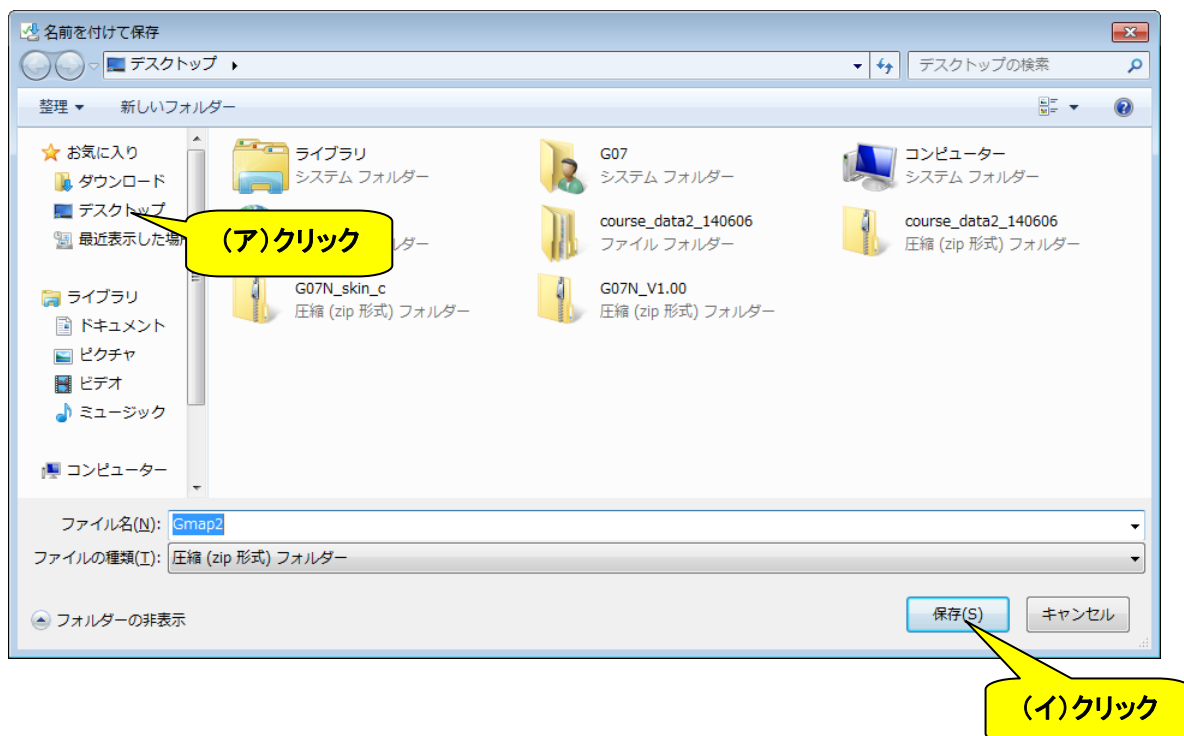 名前を付けて保存
デスクトップ
デスクトップの検索
整理 新しいフォルダー
お気に入り
ダウンロード
デスクトップ
最近表示した場
ライブラリ
ドキュメント
ピクチャ
ビデオ
ミュージック
コンピューター
ライブラリ
システム フォルダー
G07
システム フォルダー
コンピューター
システム フォルダー
ルダー
course_data2_140606
ファイル フォルダー
course_data2_140606
圧縮 (zip 形式) フォルダー
G07N_skin_c
圧縮 (zip 形式) フォルダー
G07N_V1.00
圧縮 (zip 形式) フォルダー
(ア)クリック
ファイル名(N): Gmap2
ファイルの種類(T): 圧縮 (zip 形式) フォルダー
フォルダーの非表示
保存(S) キャンセル
(イ)クリック